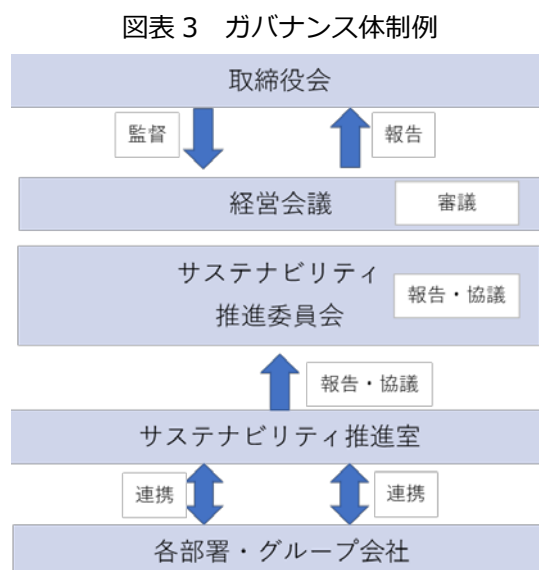 図表 3 ガバナンス体制例
取締役会
監督
報告
経営会議
審議
サステナビリティ
推進委員会
報告・協議
報告・協議
サステナビリティ推進室
連携
連携
各部署・グループ会社